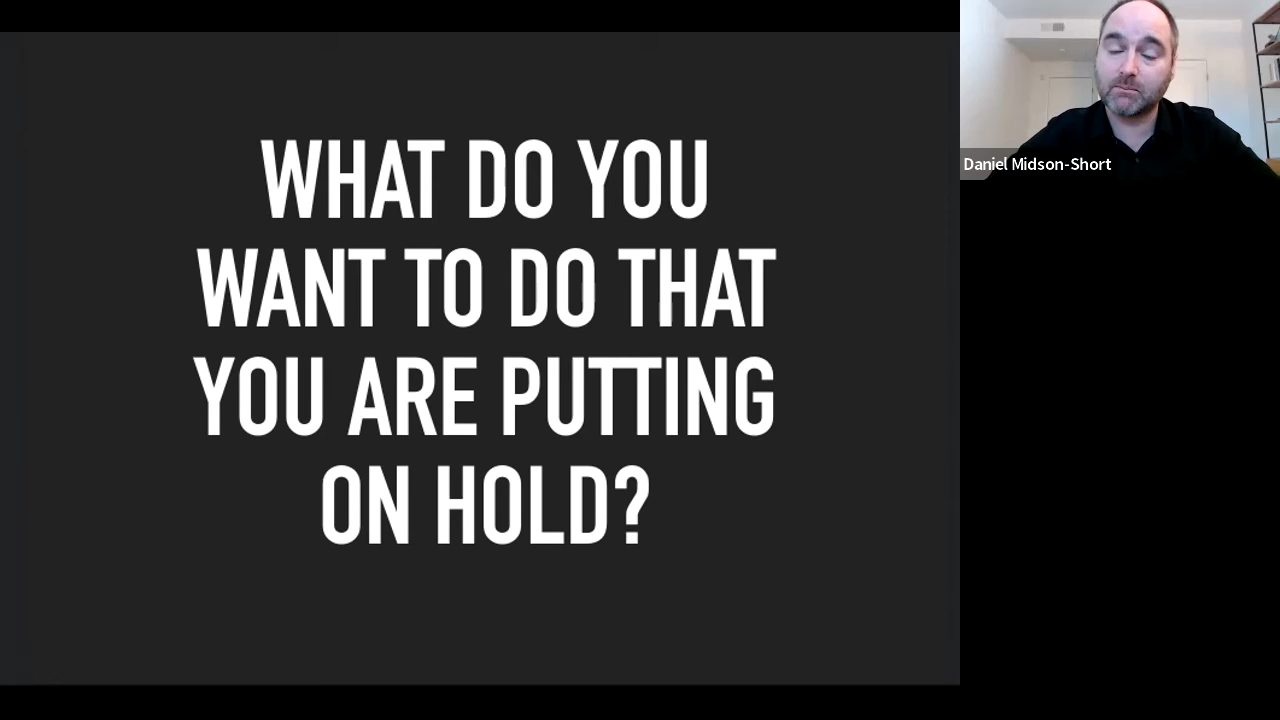 WHAT DO YOU
WANT TO DO THAT
YOU ARE PUTTING
ON HOLD?
Daniel Midson-Short